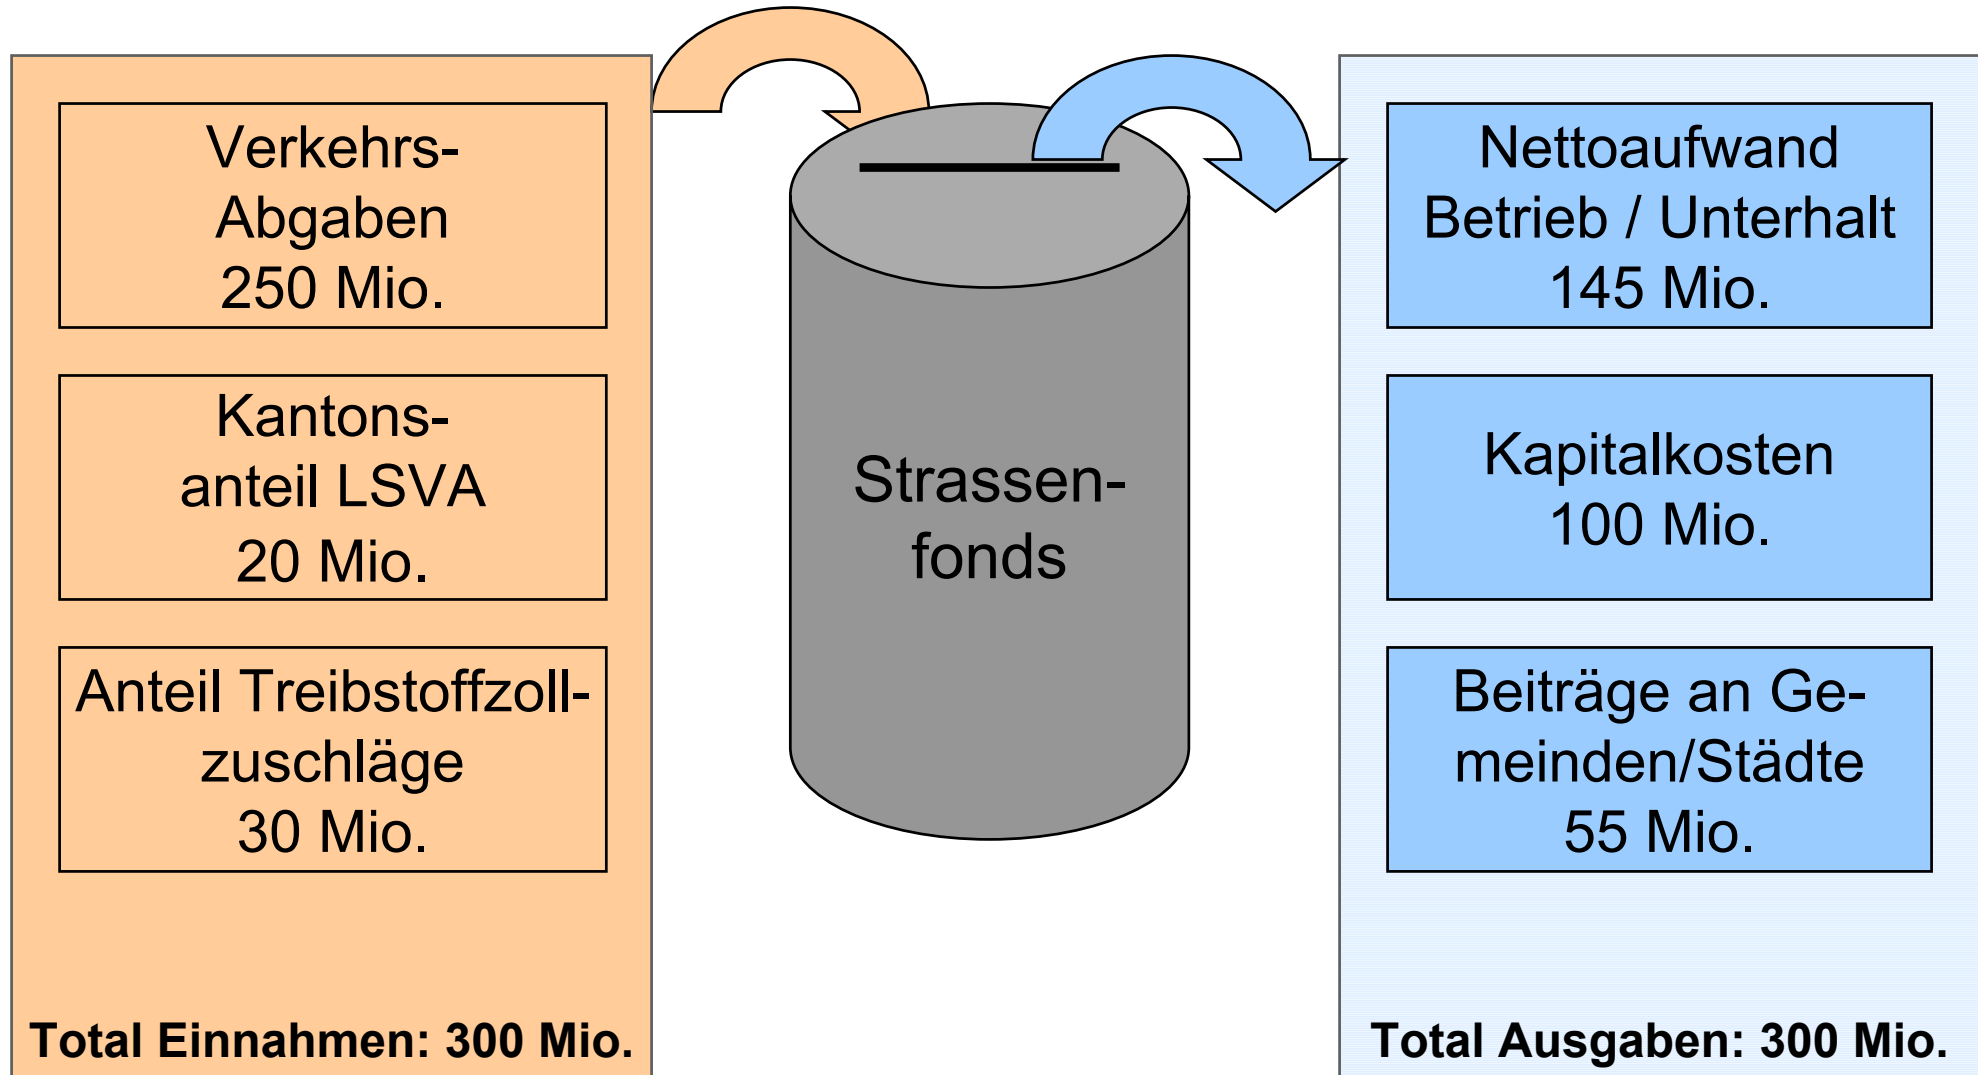 Verkehrs-
Abgaben
250 Mio.
Kantons-
anteil LSVA
20 Mio.
Anteil Treibstoffzoll-
zuschläge
30 Mio.
Total Einnahmen: 300 Mio.
Strassen-
fonds
Nettoaufwand
Betrieb / Unterhalt
145 Mio.
Kapitalkosten
100 Mio.
Beiträge an Ge-
meinden/Städte
55 Mio.
Total Ausgaben: 300 Mio.